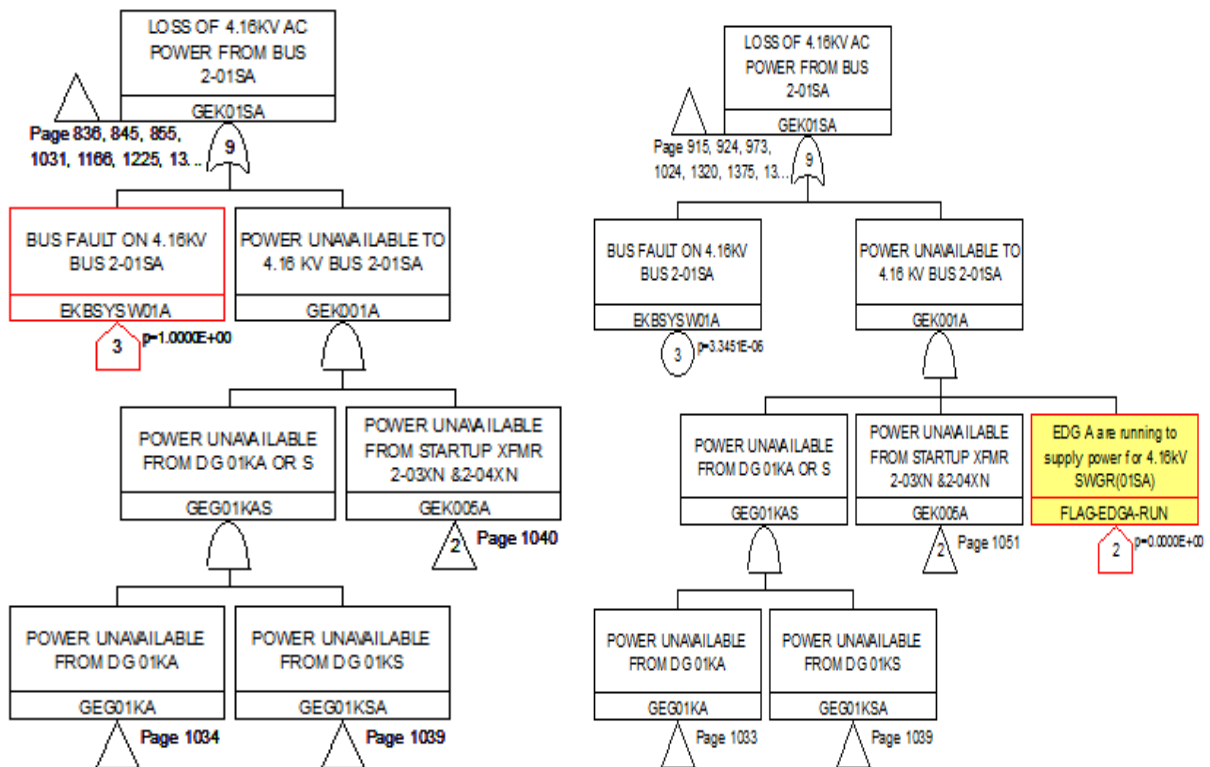 LOSS OF 4.16KV AC
POWER FROM BUS
2-01SA
GEK01SA
Page 836, 845, 855,
1031, 1166, 1225, 13...
9
BUS FAULT ON 4.16KV
BUS 2-01SA
EKBSYSW01A
3
p=1.0000E+00
POWER UNAVAILABLE TO
4.16 KV BUS 2-01SA
GEK001A
POWER UNAVAILABLE
FROM DG 01KA OR S
GEG01KAS
POWER UNAVAILABLE
FROM STARTUP XFMR
2-03XN &2-04XN
GEK005A
2
Page 1040
POWER UNAVAILABLE
FROM DG 01KA
GEG01KA
Page 1034
POWER UNAVAILABLE
FROM DG 01KS
GEG01KSA
Page 1039
LOSS OF 4.16KV AC
POWER FROM BUS
2-01SA
GEK01SA
Page 915, 924, 973,
1024, 1320, 1375, 13...
9
BUS FAULT ON 4.16KV
BUS 2-01SA
EKBSYSW01A
3
p=3.3451E-06
POWER UNAVAILABLE TO
4.16 KV BUS 2-01SA
GEK001A
POWER UNAVAILABLE
FROM DG 01KA OR S
GEG01KAS
POWER UNAVAILABLE
FROM STARTUP XFMR
2-03XN &2-04XN
GEK005A
2
Page 1051
EDG A are running to
supply power for 4.16kV
SWGR(01SA)
FLAG-EDGA-RUN
2
p=0.0000E+00
POWER UNAVAILABLE
FROM DG 01KA
GEG01KA
Page 1033
POWER UNAVAILABLE
FROM DG 01KS
GEG01KSA
Page 1039